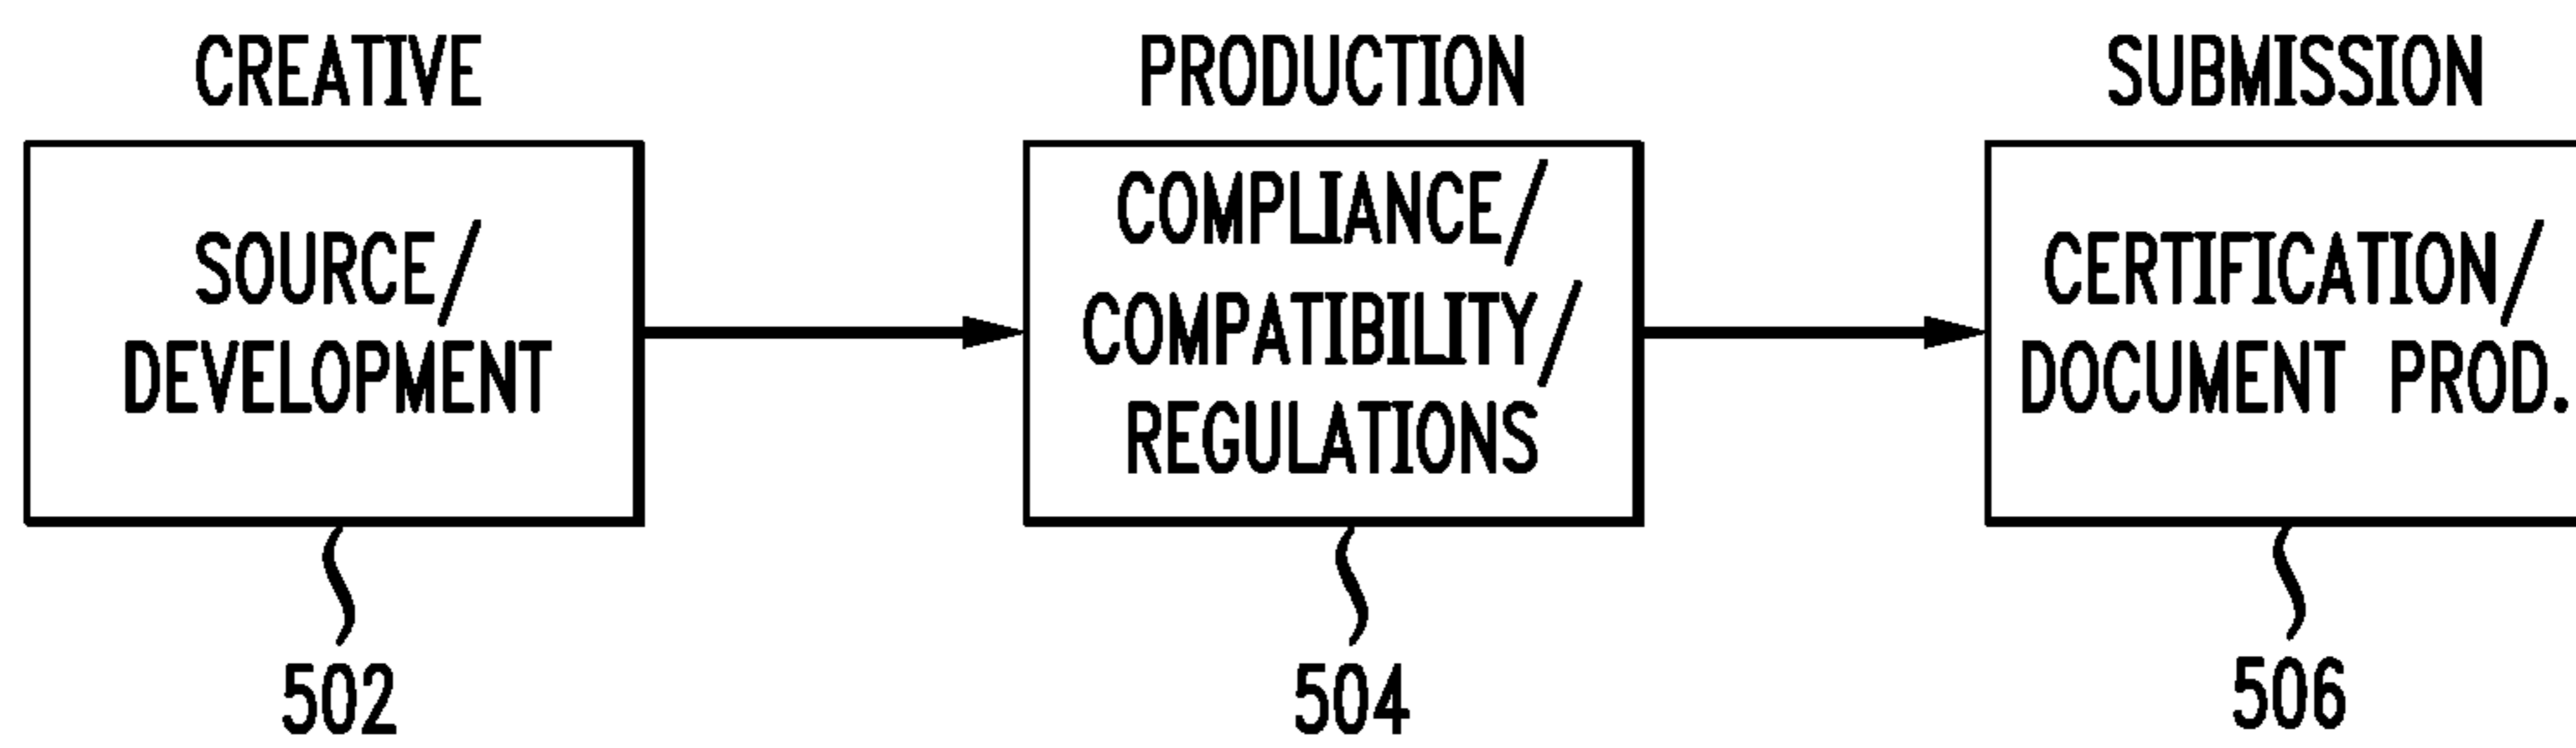 CREATIVE
SOURCE/
DEVELOPMENT
502
PRODUCTION
COMPLIANCE/
COMPATIBILITY/
REGULATIONS
504
SUBMISSION
CERTIFICATION/
DOCUMENT PROD.
506